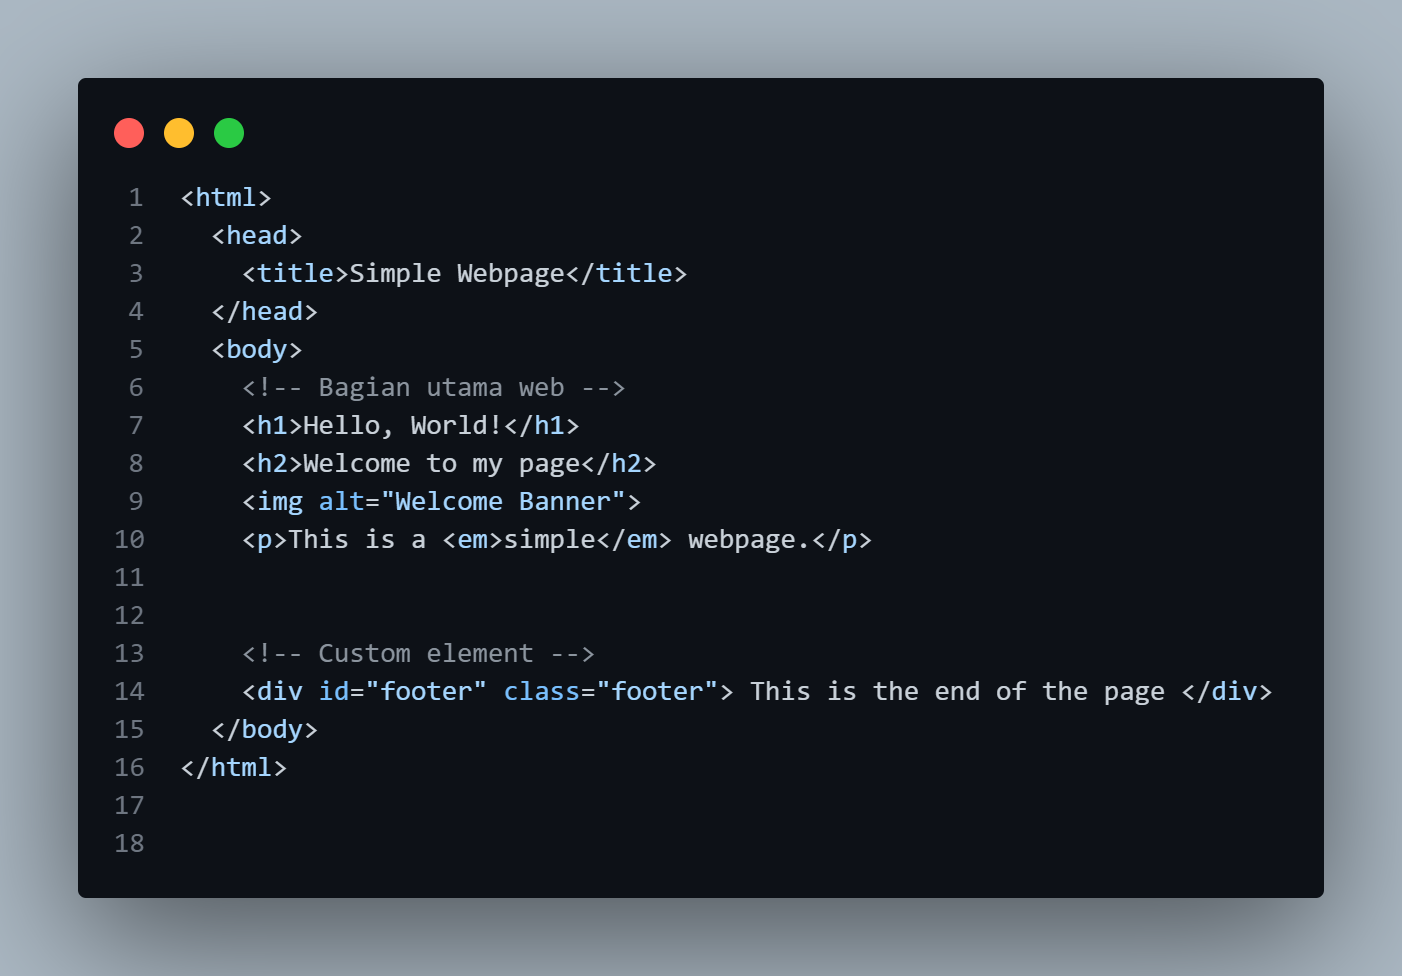 1 <html>
2   <head>
3     <title>Simple Webpage</title>
4   </head>
5   <body>
6     <!-- Bagian utama web -->
7     <h1>Hello, World!</h1>
8     <h2>Welcome to my page</h2>
9     <img alt="Welcome Banner">
10     <p>This is a <em>simple</em> webpage.</p>
11
12
13     <!-- Custom element -->
14     <div id="footer" class="footer"> This is the end of the page </div>
15   </body>
16 </html>
17
18